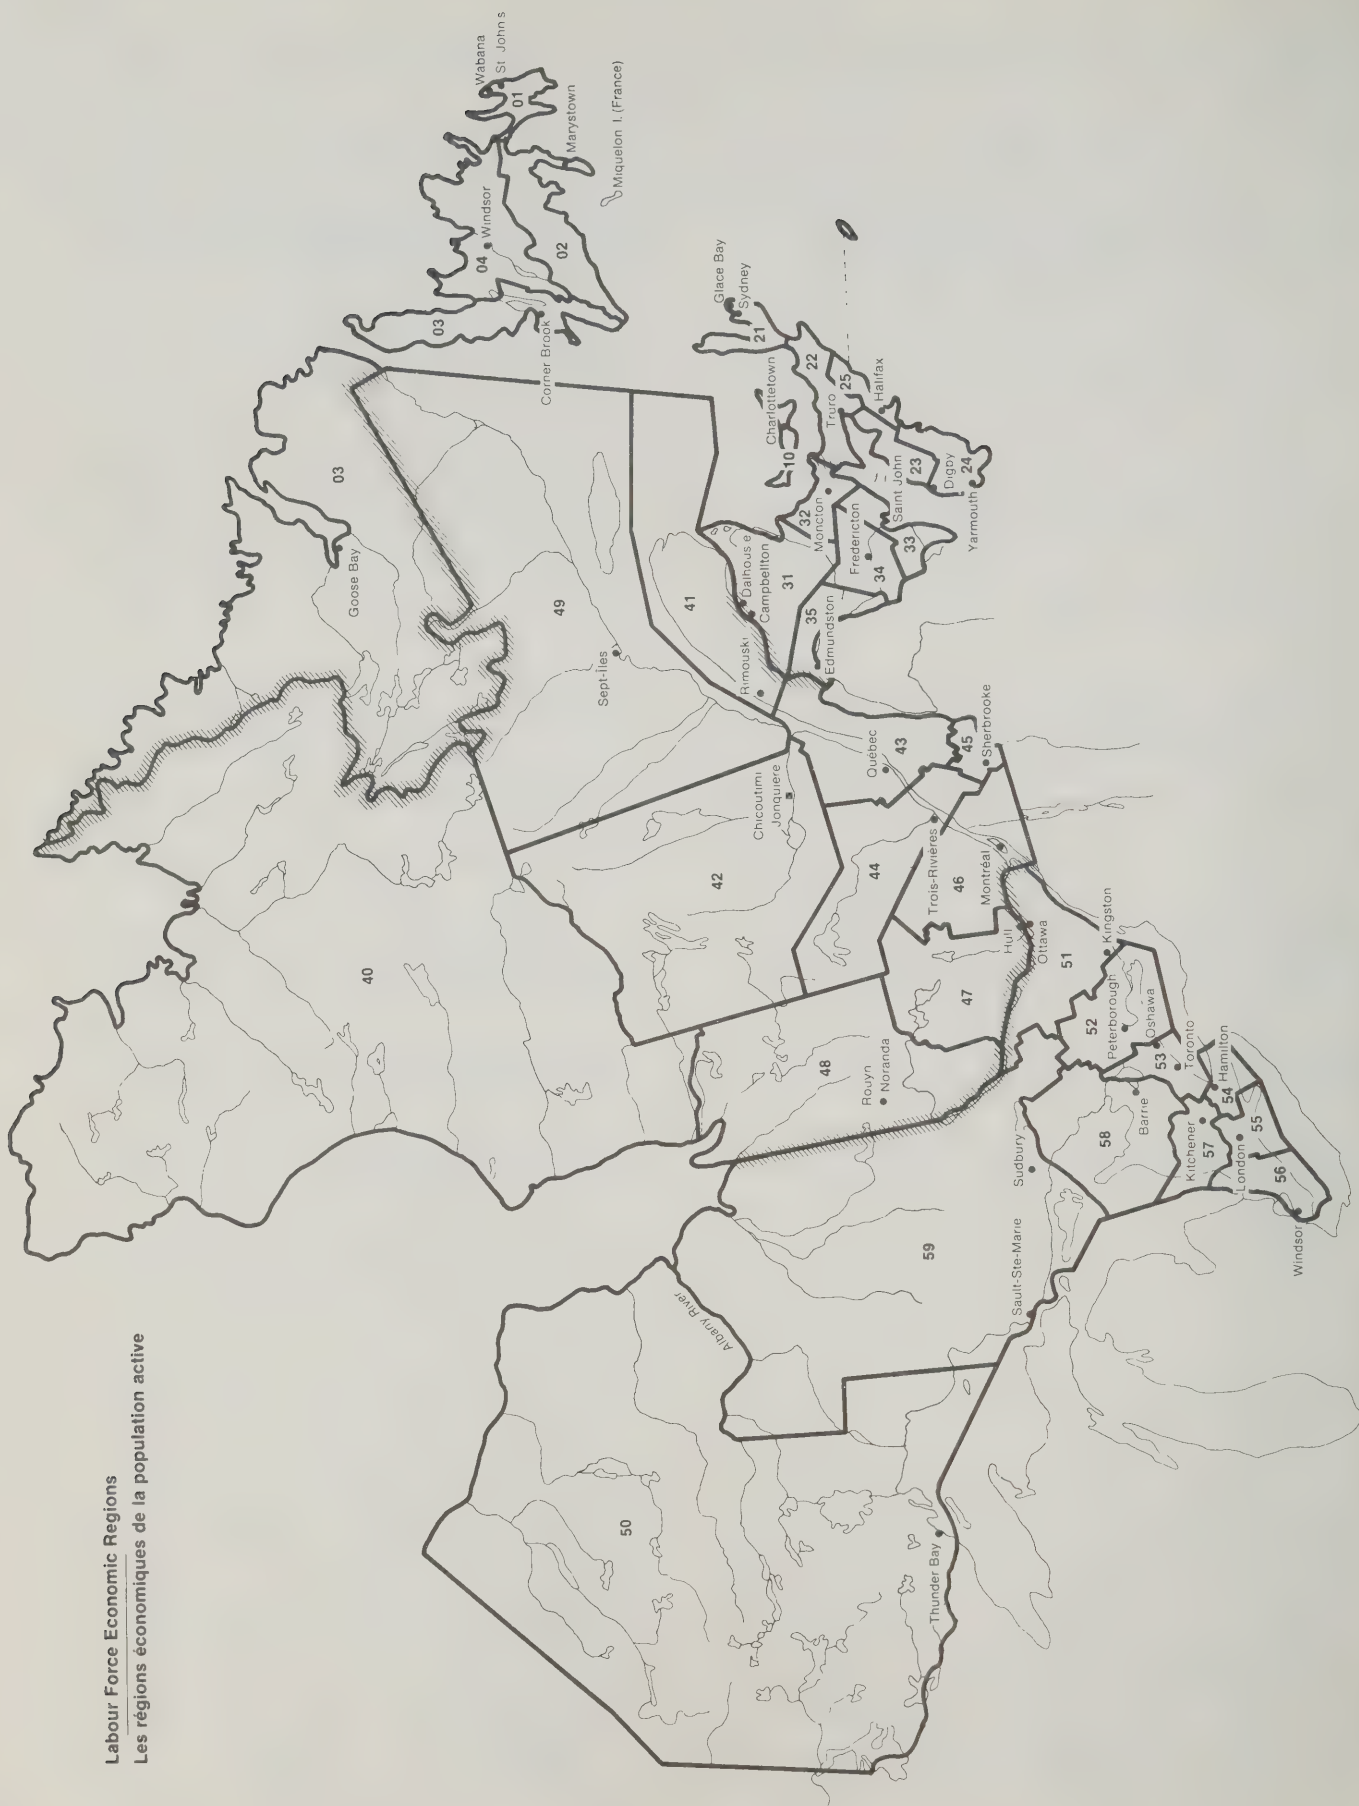 Labour Force Economic Regions
Les régions économiques de la population active
50
Thunder Bay
Albany River
59
Sault-Ste-Marie
Sudbury
Windsor
56
London
55
57
Kitchener
54
Hamilton
58
Barrie
53
Toronto
Oshawa
52
Peterborough
Kingston
51
Ottawa
Hull
48
Rouyn
Noranda
47
40
42
44
46
Trois-Rivières
Montréal
Chicoutimi
Jonquiere
Québec
43
45
Sherbrooke
Sept-Îles
49
Rimouski
41
Goose Bay
03
Edmundston
35
31
Campbellton
Dalhousie
34
Fredericton
33
32
Moncton
Saint John
Yarmouth
24
Digby
23
10
Charlottetown
Truro
22
25
Halifax
21
Glace Bay
Sydney
Corner Brook
03
04
Windsor
02
01
Wabana
St John's
Marystown
Miquelon I. (France)